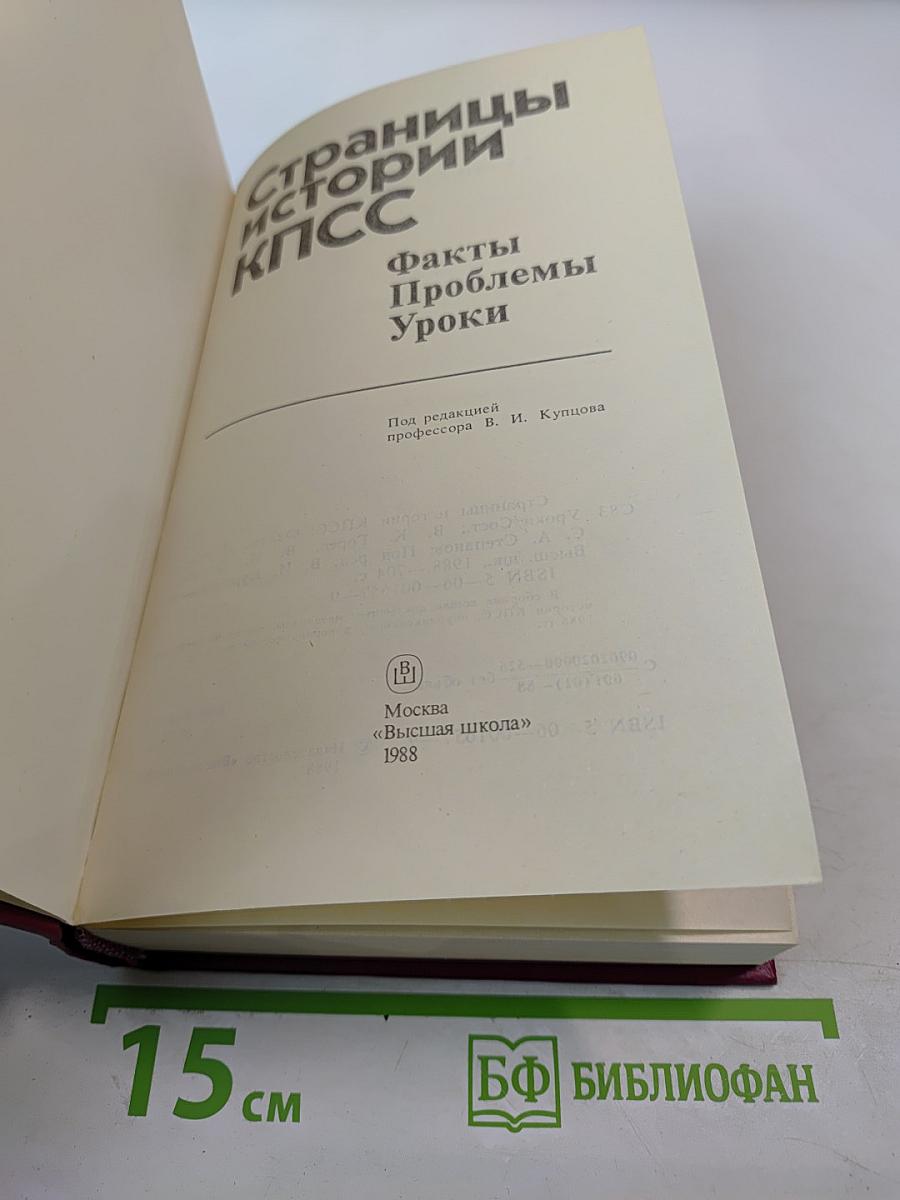 Страницы
истории
КПСС
Факты
Проблемы
Уроки
Под редакцией
профессора В. И. Купцова
В
Ш
Москва
«Высшая школа»
1988
15 см
БФ БИБЛИОФАН